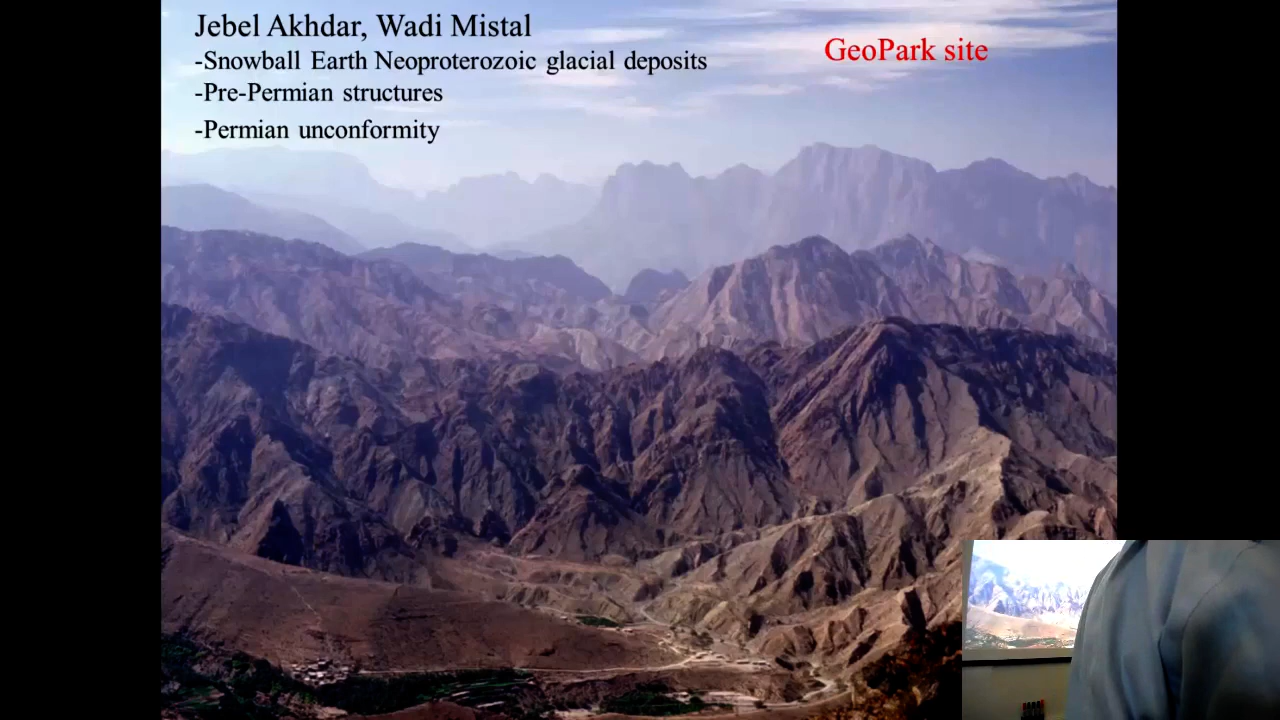 Jebel Akhdar, Wadi Mistal
-Snowball Earth Neoproterozoic glacial deposits
-Pre-Permian structures
-Permian unconformity
GeoPark site